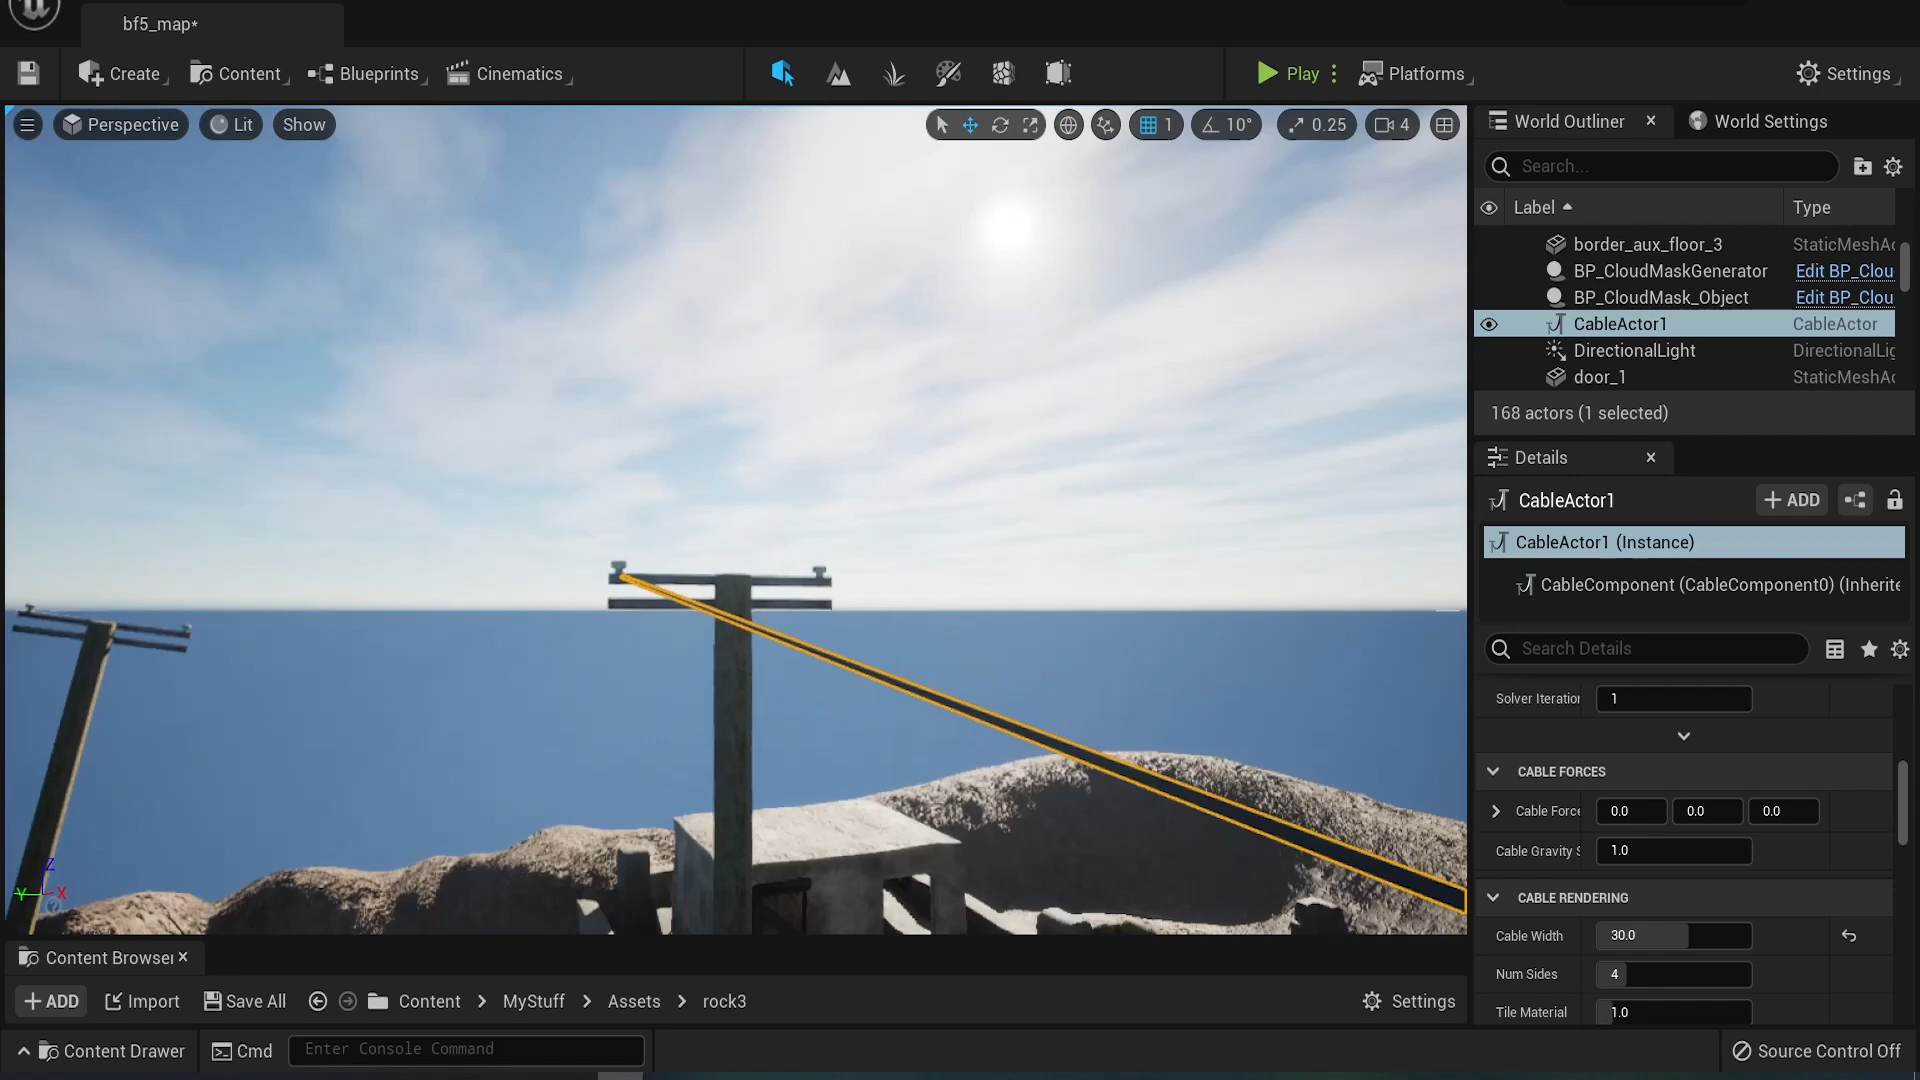 bf5_map*
Create
Content
Blueprints
Cinematics
Play
Platforms
Settings
Perspective
Lit
Show
1
10°
0.25
4
World Outliner
World Settings
Search...
Label
Type
border_aux_floor_3
StaticMeshAc
BP_CloudMaskGenerator
Edit BP_Clou
BP_CloudMask_Object
Edit BP_Clou
CableActor1
CableActor
DirectionalLight
DirectionalLig
door_1
StaticMeshAc
168 actors (1 selected)
Details
CableActor1
+ ADD
CableActor1 (Instance)
CableComponent (CableComponent0) (Inherite
Search Details
Solver Iteration
1
CABLE FORCES
Cable Force
0.0
0.0
0.0
Cable Gravity S
1.0
CABLE RENDERING
Cable Width
30.0
Num Sides
4
Tile Material
1.0
Z
Y
X
Content Browser
+ ADD
Import
Save All
Content > MyStuff > Assets > rock3
Settings
Content Drawer
Cmd
Enter Console Command
Source Control Off